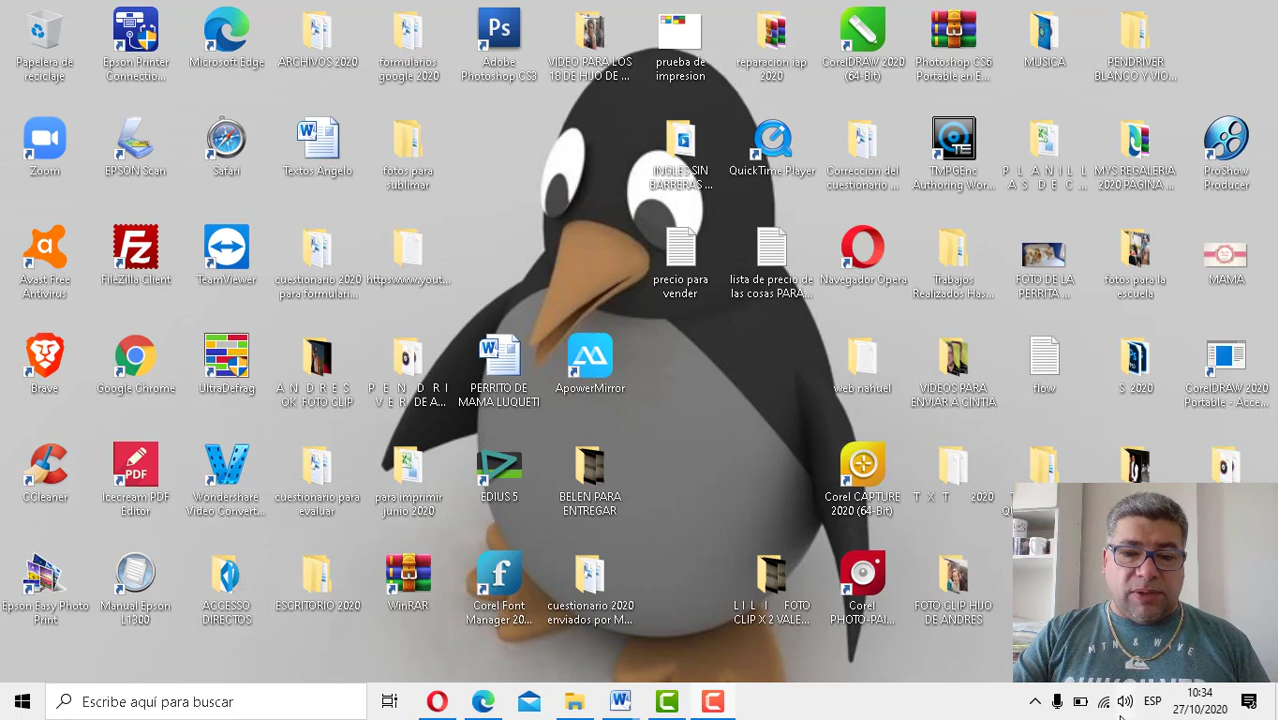 Papelera de
reciclaje
Epson Printer
Connectio...
Microsoft Edge
ARCHIVOS 2020
formularios
google 2020
Ps
Adobe
Photoshop CS3
VIDEO PARA LOS
18 DE HIJO DE ...
prueba de
impresion
reparacion iap
2020
CorelDRAW 2020
(64-Bit)
Photoshop CS6
Portable en E...
MUSICA
PENDRIVER
BLANCO Y VIO...
Zoom
EPSON Scan
Safari
Textos Angelo
fotos para
sublimar
INGLES SIN
BARRERAS ...
QuickTime Player
Correccion del
cuestionario ...
TE
TMPGEnc
Authoring Wor...
P L A N I L L
A S D E C ...
MYS REGALERIA
2020 PAGINA ...
ProShow
Producer
Avast Free
Antivirus
FileZilla Client
TeamViewer
cuestionario 2020
para formulari...
httpswww.yout...
precio para
vender
lista de precio de
las cosas PARA...
Navegador Opera
Trabajos
Realizados Has...
FOTO DE LA
PERRITA ...
fotos para la
escuela
MAMA
Brave
Google Chrome
UltraDefrag
A N D R E S
OK FOTO CLIP
P E N D R I
V E R D E A...
PERRITO DE
MAMA LUQUETI
ApowerMirror
web nahuel
VIDEOS PARA
ENVIAR A CINTIA
S 2020
CorelDRAW 2020
Portable - Acce...
CCleaner
PDF
Icecream PDF
Editor
Wondershare
Video Convert...
cuestionario para
evaluar
para imprimir
junio 2020
EDIUS 5
BELEN PARA
ENTREGAR
Corel CAPTURE
2020 (64-Bit)
T X T 2020
Epson Easy Photo
Print
Manual Epson
L1300
ACCESO
DIRECTOS
ESCRITORIO 2020
WinRAR
Corel Font
Manager 20...
cuestionario 2020
enviados por M...
L I L I FOTO
CLIP X 2 VALE...
Corel
PHOTO-PAI...
FOTO CLIP HIJO
DE ANDRES
MTN & WAVE
Escribe aquí para buscar
ESP
10:34
27/10/2020